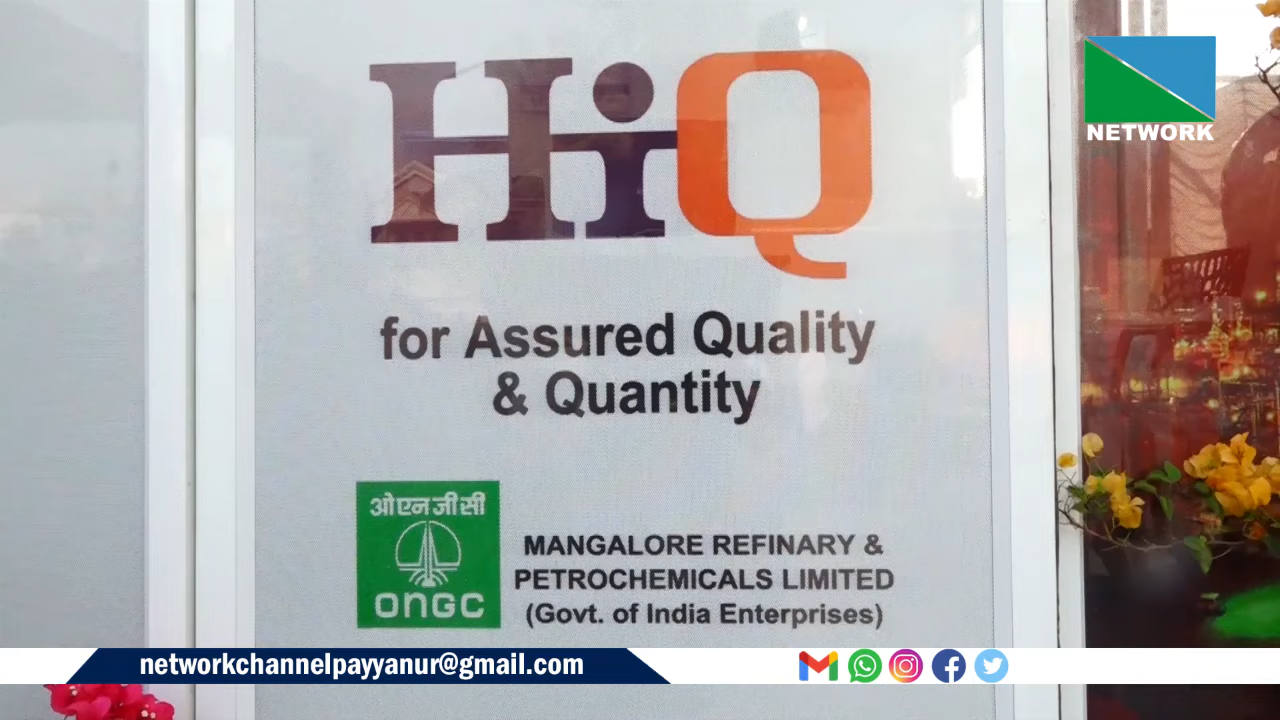 HiQ
for Assured Quality
& Quantity
ओएनजीसी
ONGC
MANGALORE REFINARY &
PETROCHEMICALS LIMITED
(Govt. of India Enterprises)
NETWORK
networkchannelpayyanur@gmail.com